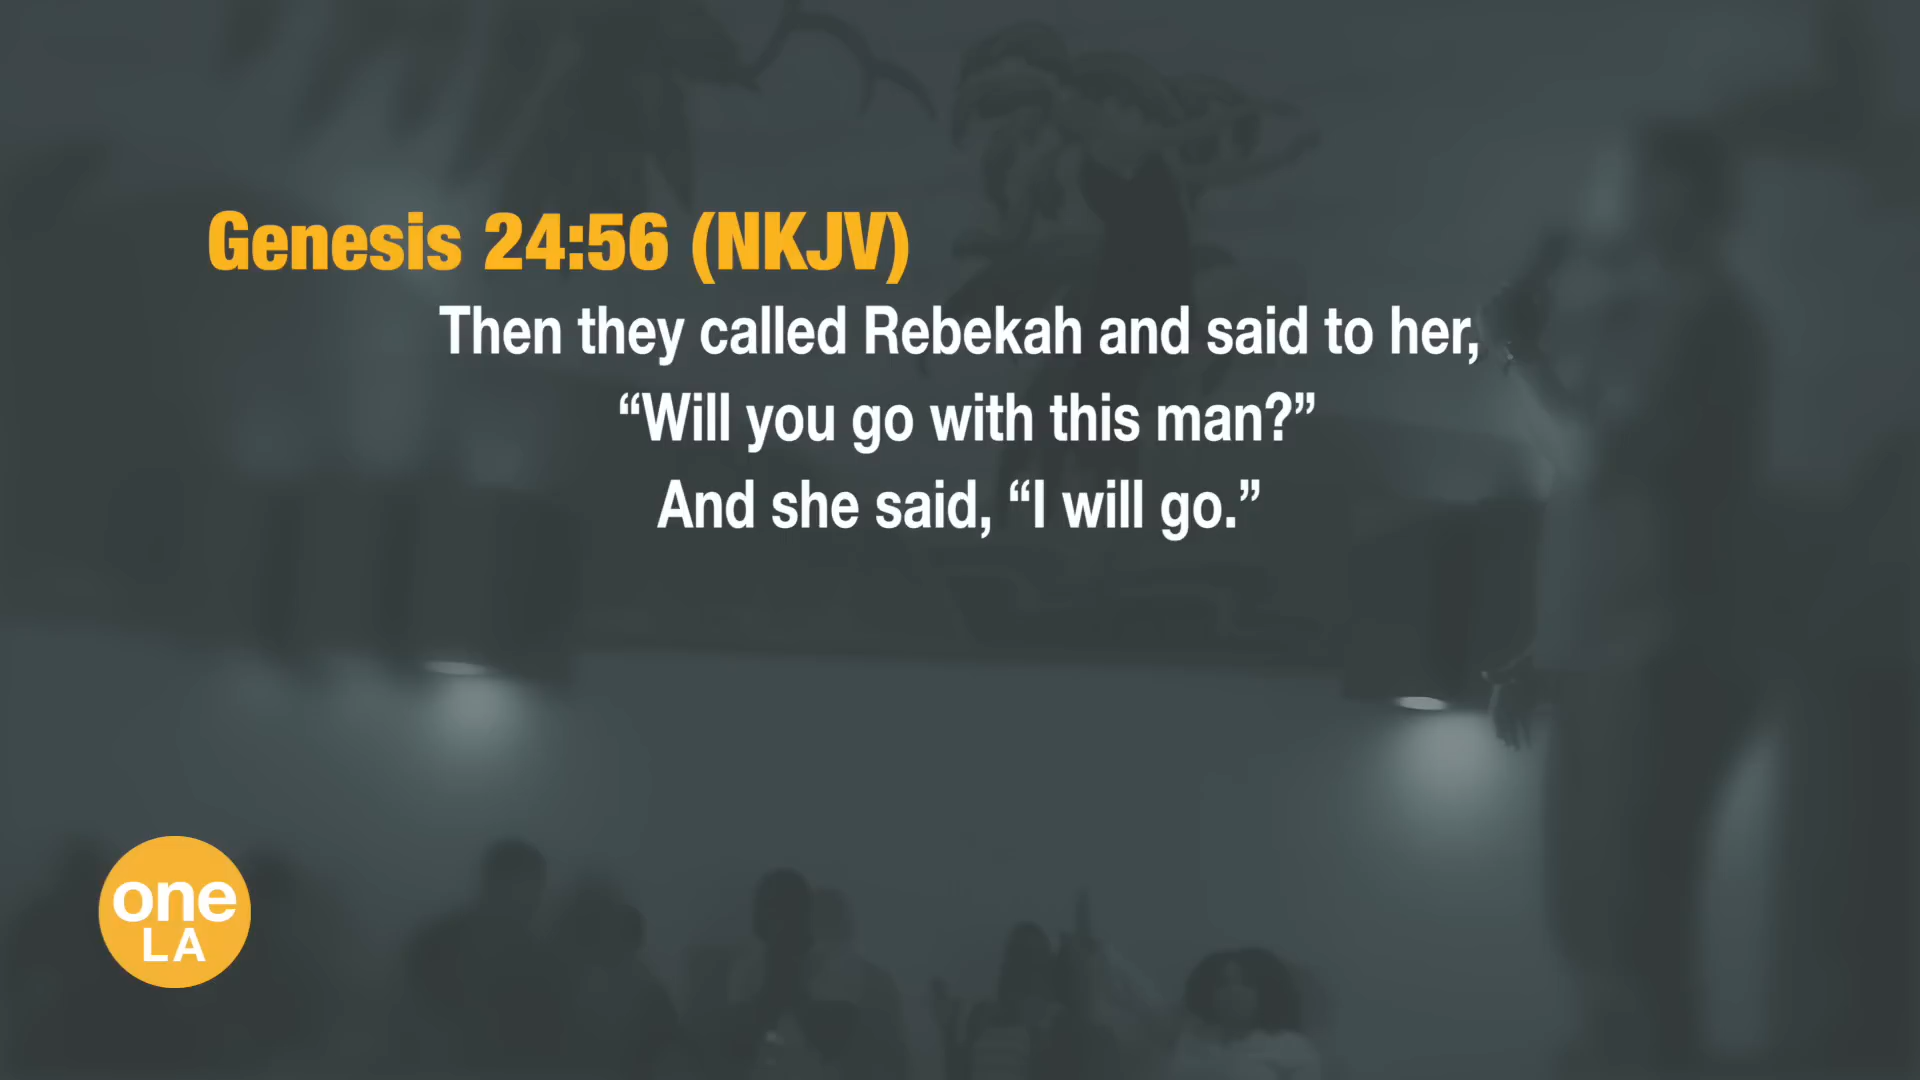 Genesis 24:56 (NKJV)
Then they called Rebekah and said to her,
“Will you go with this man?”
And she said, “I will go.”
one
LA